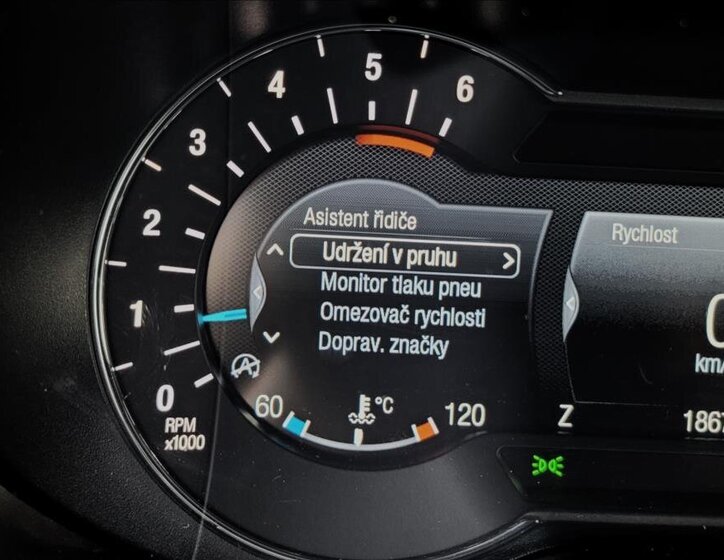 6
5
4
3
2
1
0
RPM
x1000
Asistent řidiče
Udržení v pruhu
Monitor tlaku pneu
Omezovač rychlosti
Doprav. značky
60
°C
120
Rychlost
km/
Z